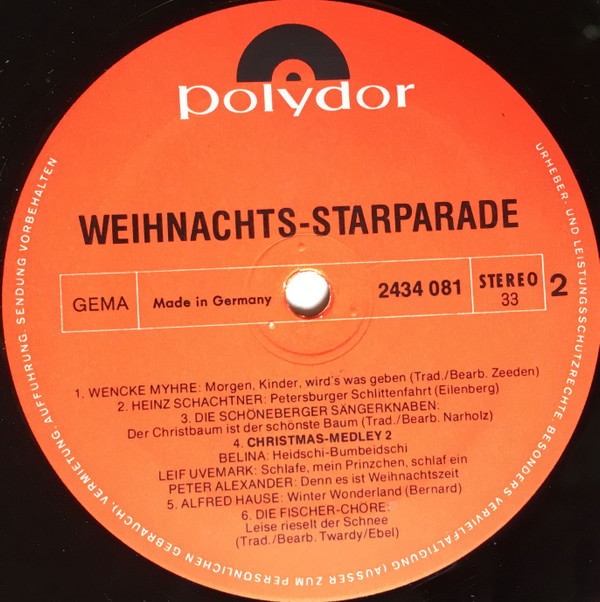 polydor
WEIHNACHTS-STARPARADE
GEMA
Made in Germany
2434 081
STEREO
33
2
1. WENCKE MYHRE: Morgen, Kinder, wird's was geben (Trad./Bearb. Zeeden)
2. HEINZ SCHACHTNER: Petersburger Schlittenfahrt (Eilenberg)
3. DIE SCHÖNEBERGER SÄNGERKNABEN:
Der Christbaum ist der schönste Baum (Trad./Bearb. Narholz)
4. CHRISTMAS-MEDLEY 2
BELINA: Heidschi-Bumbeidschi
LEIF UVEMARK: Schlafe, mein Prinzchen, schlaf ein
PETER ALEXANDER: Denn es ist Weihnachtszeit
5. ALFRED HAUSE: Winter Wonderland (Bernard)
6. DIE FISCHER-CHÖRE:
Leise rieselt der Schnee
(Trad./Bearb. Twardy/Ebel)
URHEBER- UND LEISTUNGSSCHUTZRECHTE, BESONDERS VERVIELFÄLTIGUNG (AUSSER ZUM PERSÖNLICHEN GEBRAUCH), VERMIETUNG, AUFFÜHRUNG, SENDUNG VORBEHALTEN